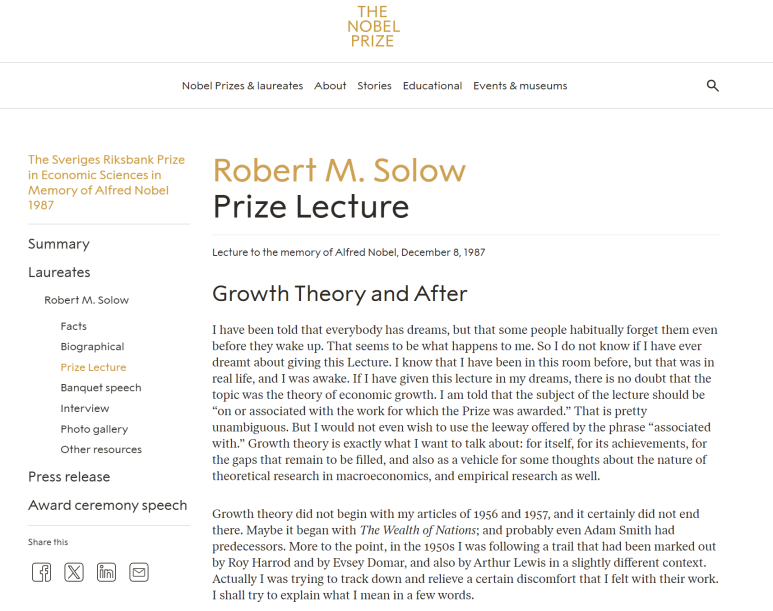 THE
NOBEL
PRIZE
Nobel Prizes & laureates About Stories Educational Events & museums
The Sveriges Riksbank Prize
in Economic Sciences in
Memory of Alfred Nobel
1987
Summary
Laureates
Robert M. Solow
Facts
Biographical
Prize Lecture
Banquet speech
Interview
Photo gallery
Other resources
Press release
Award ceremony speech
Share this
Robert M. Solow
Prize Lecture
Lecture to the memory of Alfred Nobel, December 8, 1987
Growth Theory and After
I have been told that everybody has dreams, but that some people habitually forget them even
before they wake up. That seems to be what happens to me. So I do not know if I have ever
dreamt about giving this Lecture. I know that I have been in this room before, but that was in
real life, and I was awake. If I have given this lecture in my dreams, there is no doubt that the
topic was the theory of economic growth. I am told that the subject of the lecture should be
“on or associated with the work for which the Prize was awarded.” That is pretty
unambiguous. But I would not even wish to use the leeway offered by the phrase “associated
with.” Growth theory is exactly what I want to talk about: for itself, for its achievements, for
the gaps that remain to be filled, and also as a vehicle for some thoughts about the nature of
theoretical research in macroeconomics, and empirical research as well.
Growth theory did not begin with my articles of 1956 and 1957, and it certainly did not end
there. Maybe it began with The Wealth of Nations; and probably even Adam Smith had
predecessors. More to the point, in the 1950s I was following a trail that had been marked out
by Roy Harrod and by Evsey Domar, and also by Arthur Lewis in a slightly different context.
Actually I was trying to track down and relieve a certain discomfort that I felt with their work.
I shall try to explain what I mean in a few words.